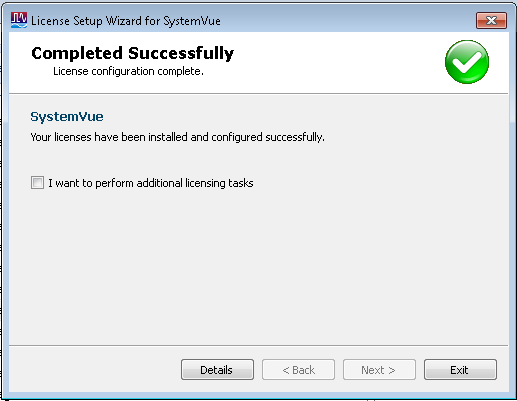 License Setup Wizard for SystemVue
Completed Successfully
License configuration complete.
SystemVue
Your licenses have been installed and configured successfully.
I want to perform additional licensing tasks
Details
< Back
Next >
Exit